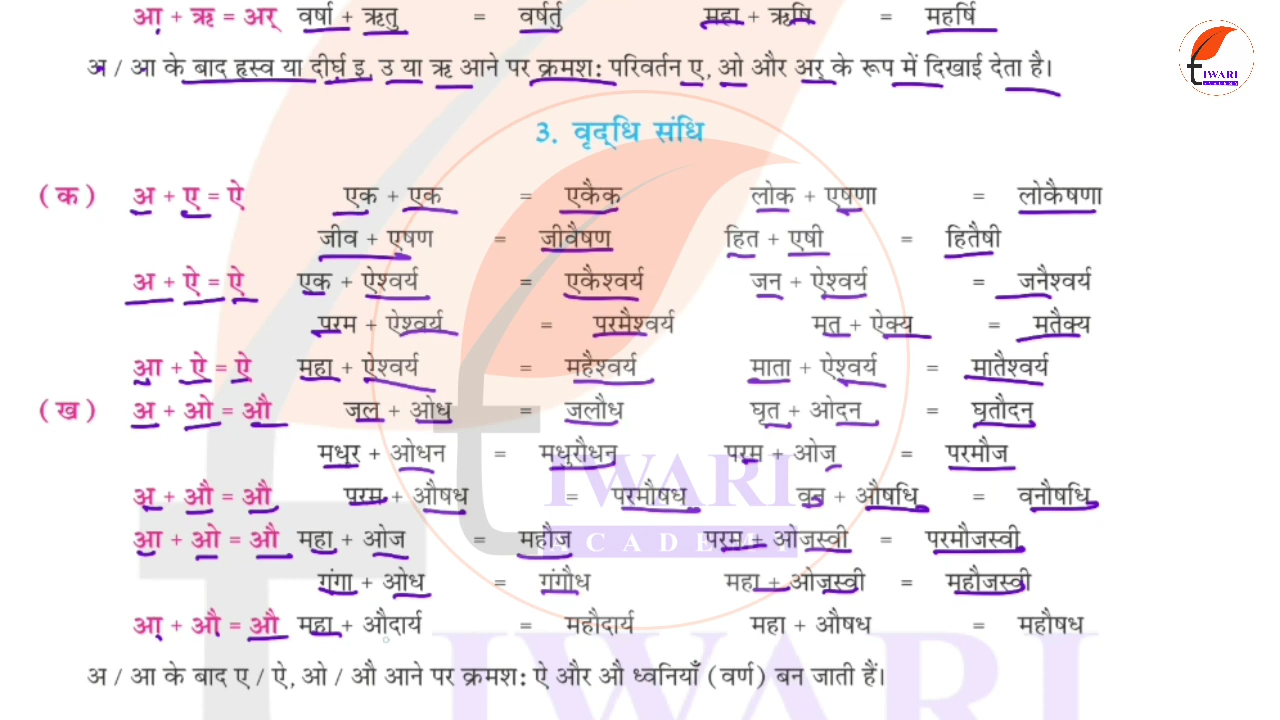 आ + ऋ = अर् वर्षा + ऋतु = वर्षर्तु महा + ऋषि = महर्षि
अ / आ के बाद हृस्व या दीर्घ इ, उ या ऋ आने पर क्रमशः परिवर्तन ए, ओ और अर् के रूप में दिखाई देता है।
3. वृद्धि संधि
(क) अ + ए = ऐ एक + एक = एकैक लोक + एषणा = लोकैषणा
जीव + एषण = जीवैषण हित + एषी = हितैषी
अ + ऐ = ऐ एक + ऐश्वर्य = एकैश्वर्य जन + ऐश्वर्य = जनैश्वर्य
परम + ऐश्वर्य = परमैश्वर्य मत + ऐक्य = मतैक्य
आ + ऐ = ऐ महा + ऐश्वर्य = महैश्वर्य माता + ऐश्वर्य = मातैश्वर्य
(ख) अ + ओ = औ जल + ओध = जलौध घृत + ओदन = घृतौदन
मधुर + ओधन = मधुरौधन परम + ओज = परमौज
अ + औ = औ परम + औषध = परमौषध वन + औषधि = वनौषधि
आ + ओ = औ महा + ओज = महौज परम + ओजस्वी = परमौजस्वी
गंगा + ओध = गंगौध महा + ओजस्वी = महौजस्वी
आ + औ = औ महा + औदार्य = महौदार्य महा + औषध = महौषध
अ / आ के बाद ए / ऐ, ओ / औ आने पर क्रमशः ऐ और औ ध्वनियाँ (वर्ण) बन जाती हैं।
TIWARI
ACADEMY
TIWARI
ACADEMY
IWARI